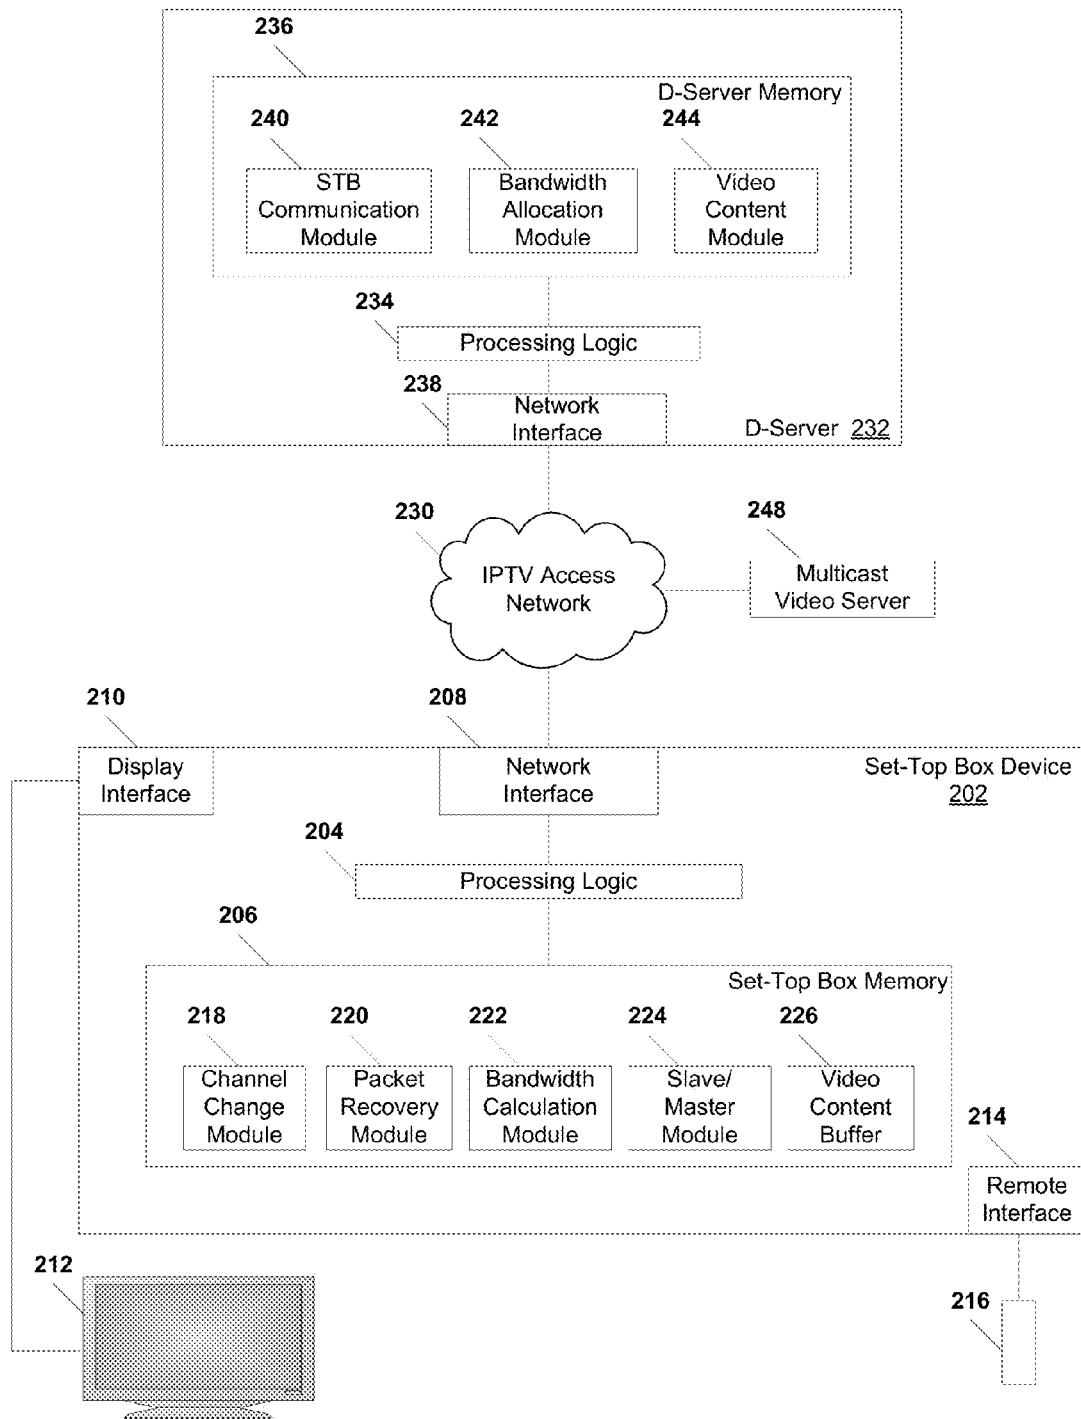 236
D-Server Memory
240
242
244
STB
Communication
Module
Bandwidth
Allocation
Module
Video
Content
Module
234
Processing Logic
238
Network
Interface
D-Server 232
230
IPTV Access
Network
248
Multicast
Video Server
210
208
Display
Interface
Network
Interface
Set-Top Box Device
202
204
Processing Logic
206
Set-Top Box Memory
218
220
222
224
226
Channel
Change
Module
Packet
Recovery
Module
Bandwidth
Calculation
Module
Slave/
Master
Module
Video
Content
Buffer
214
Remote
Interface
212
216